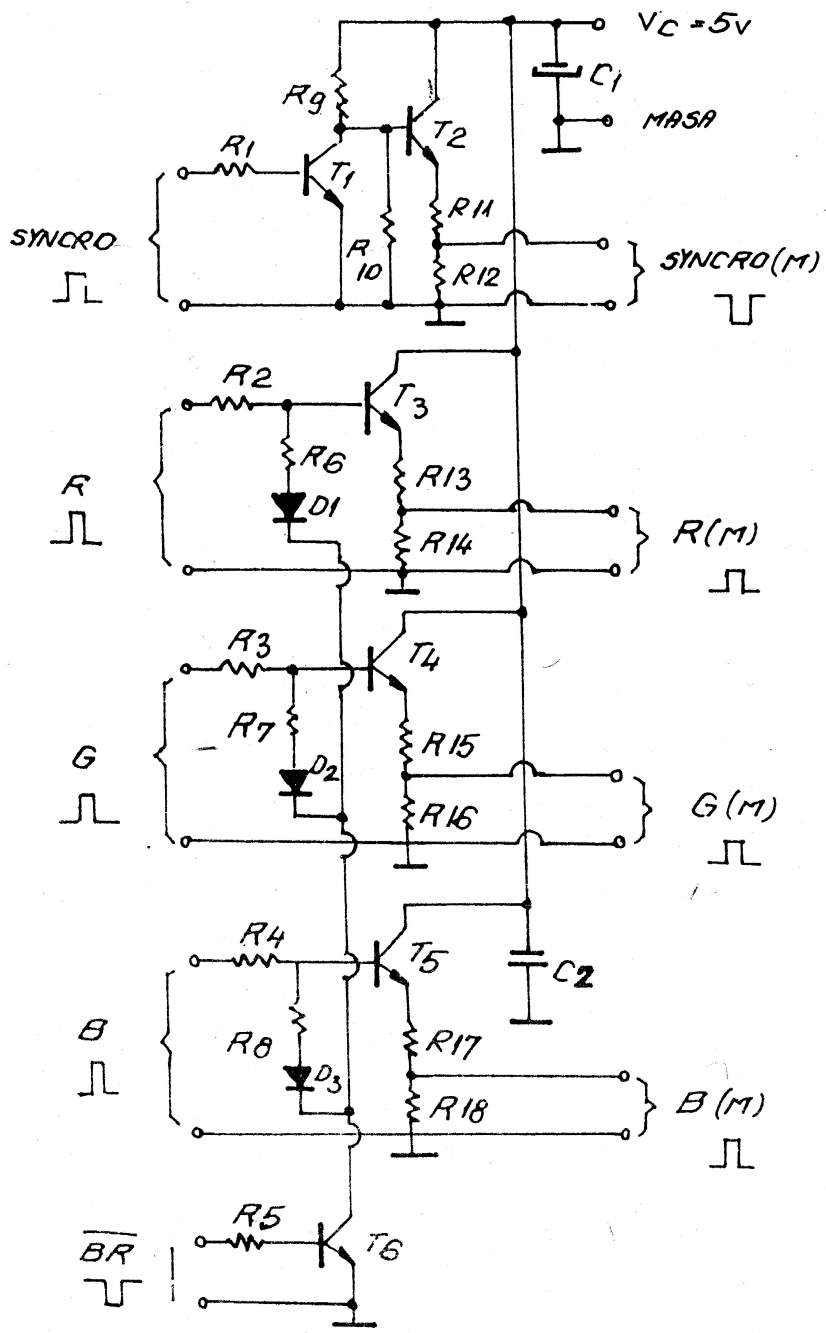 VC = 5V
C1
MASA
R9
T2
R1
T1
R11
R10
R12
SYNCRO
SYNCRO(M)
R2
T3
R6
R13
D1
R
R14
R(M)
R3
T4
R7
R15
D2
G
R16
G(M)
R4
T5
C2
R8
R17
B
D3
R18
B(M)
R5
BR
T6